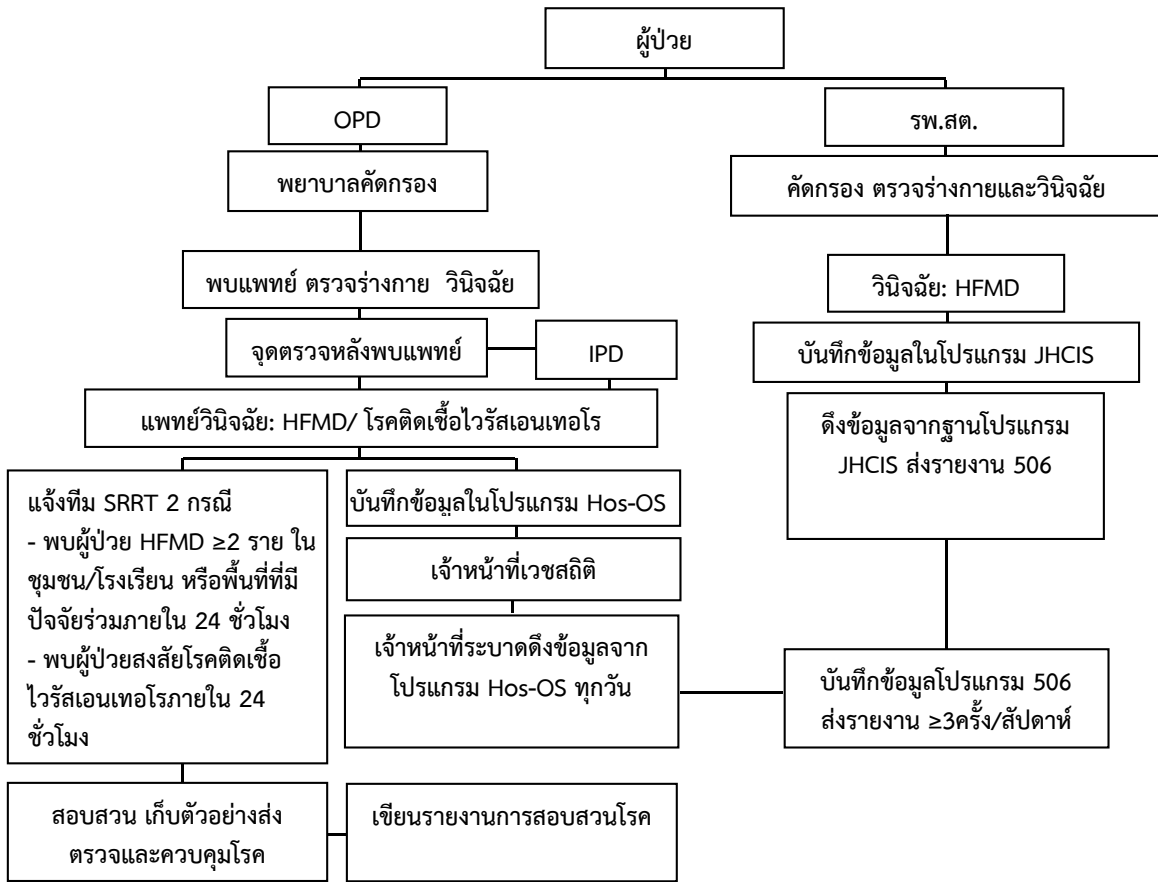 ผู้ป่วย
OPD
รพ.สต.
พยาบาลคัดกรอง
คัดกรอง ตรวจร่างกายและวินิจฉัย
พบแพทย์ ตรวจร่างกาย วินิจฉัย
วินิจฉัย: HFMD
จุดตรวจหลังพบแพทย์
IPD
บันทึกข้อมูลในโปรแกรม JHCIS
แพทย์วินิจฉัย: HFMD/ โรคติดเชื้อไวรัสเอนเทอโร
ดึงข้อมูลจากฐานโปรแกรม
JHCIS ส่งรายงาน 506
แจ้งทีม SRRT 2 กรณี
- พบผู้ป่วย HFMD ≥2 ราย ใน
ชุมชน/โรงเรียน หรือพื้นที่ที่มี
ปัจจัยร่วมภายใน 24 ชั่วโมง
- พบผู้ป่วยสงสัยโรคติดเชื้อ
ไวรัสเอนเทอโรภายใน 24
ชั่วโมง
บันทึกข้อมูลในโปรแกรม Hos-OS
เจ้าหน้าที่เวชสถิติ
เจ้าหน้าที่ระบาดดึงข้อมูลจาก
โปรแกรม Hos-OS ทุกวัน
บันทึกข้อมูลโปรแกรม 506
ส่งรายงาน ≥3ครั้ง/สัปดาห์
สอบสวน เก็บตัวอย่างส่ง
ตรวจและควบคุมโรค
เขียนรายงานการสอบสวนโรค